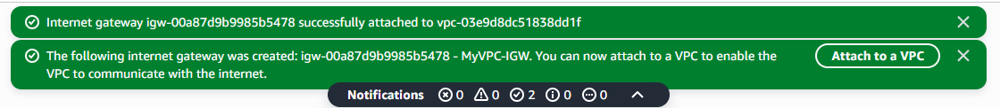 Internet gateway igw-00a87d9b9985b5478 successfully attached to vpc-03e9d8dc51838dd1f
The following internet gateway was created: igw-00a87d9b9985b5478 - MyVPC-IGW. You can now attach to a VPC to enable the
VPC to communicate with the internet.
Attach to a VPC
Notifications 0 0 2 0 0